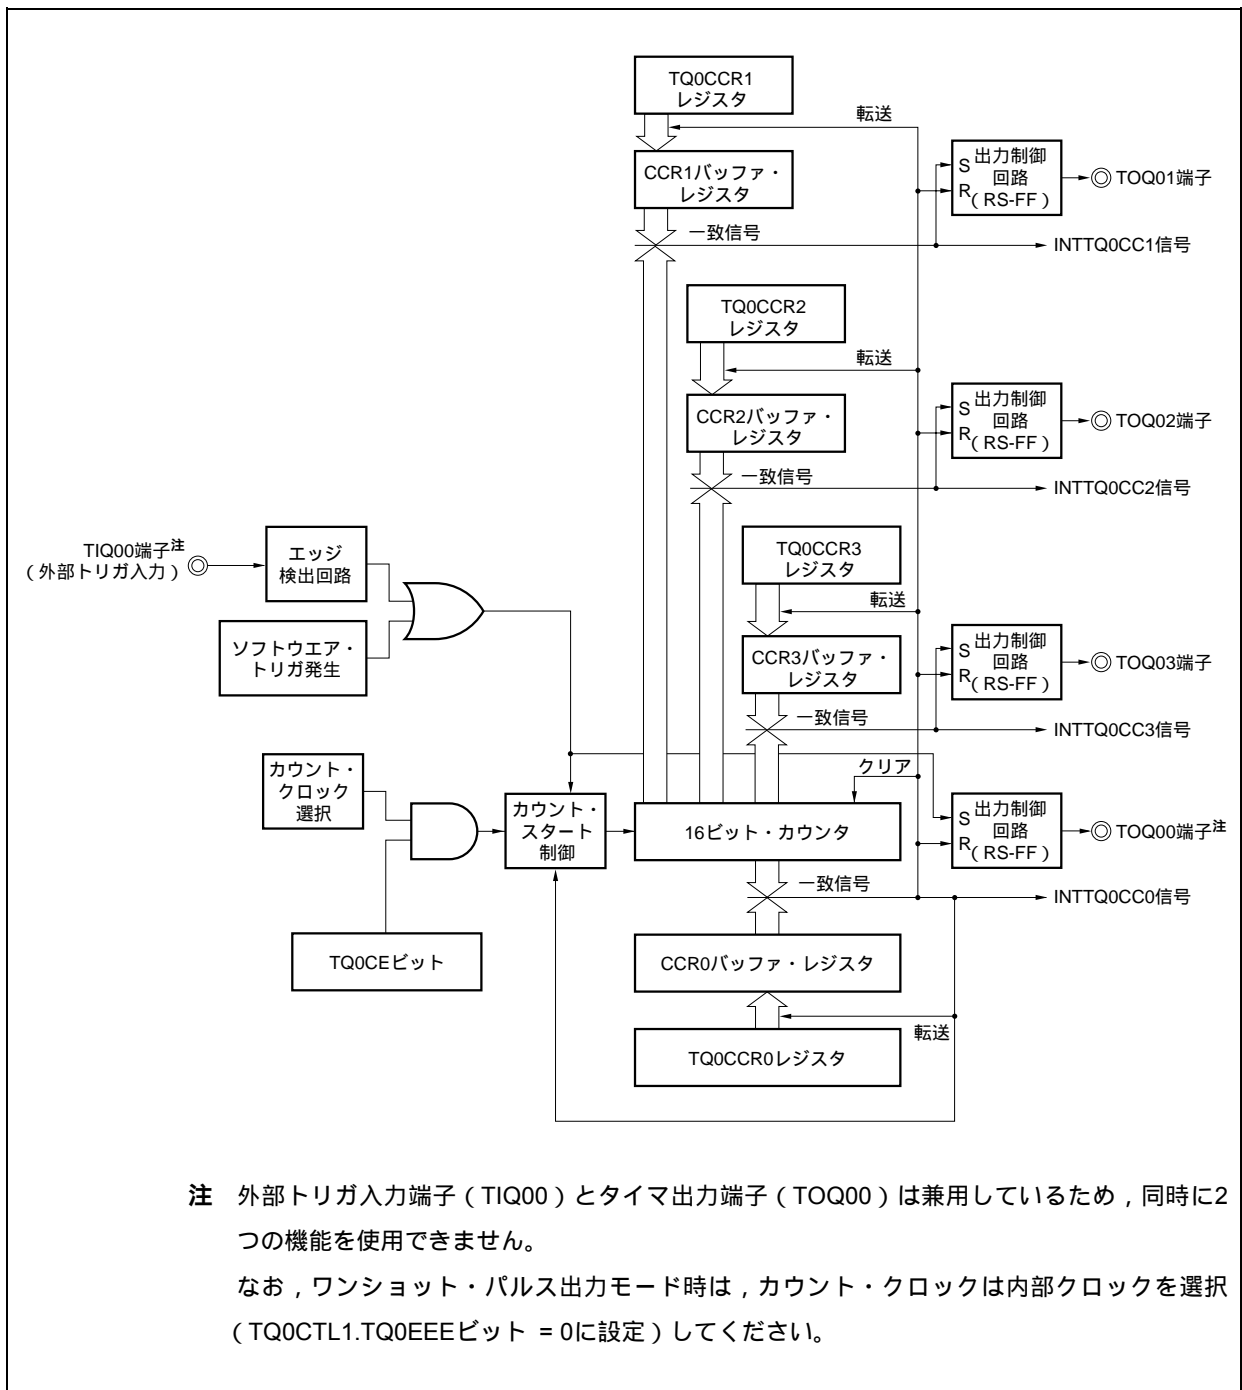 TQ0CCR1
レジスタ
転送
CCR1バッファ・
レジスタ
S 出力制御
回路
R（RS-FF）
TOQ01端子
一致信号
INTTQ0CC1信号
TQ0CCR2
レジスタ
転送
CCR2バッファ・
レジスタ
S 出力制御
回路
R（RS-FF）
TOQ02端子
一致信号
INTTQ0CC2信号
TIQ00端子注
（外部トリガ入力）
エッジ
検出回路
TQ0CCR3
レジスタ
転送
ソフトウエア・
トリガ発生
CCR3バッファ・
レジスタ
S 出力制御
回路
R（RS-FF）
TOQ03端子
一致信号
INTTQ0CC3信号
カウント・
クロック
選択
クリア
カウント・
スタート
制御
16ビット・カウンタ
S 出力制御
回路
R（RS-FF）
TOQ00端子注
一致信号
INTTQ0CC0信号
TQ0CEビット
CCR0バッファ・レジスタ
転送
TQ0CCR0レジスタ
注　外部トリガ入力端子（TIQ00）とタイマ出力端子（TOQ00）は兼用しているため，同時に2
つの機能を使用できません。
なお，ワンショット・パルス出力モード時は，カウント・クロックは内部クロックを選択
（TQ0CTL1.TQ0EEEビット = 0に設定）してください。